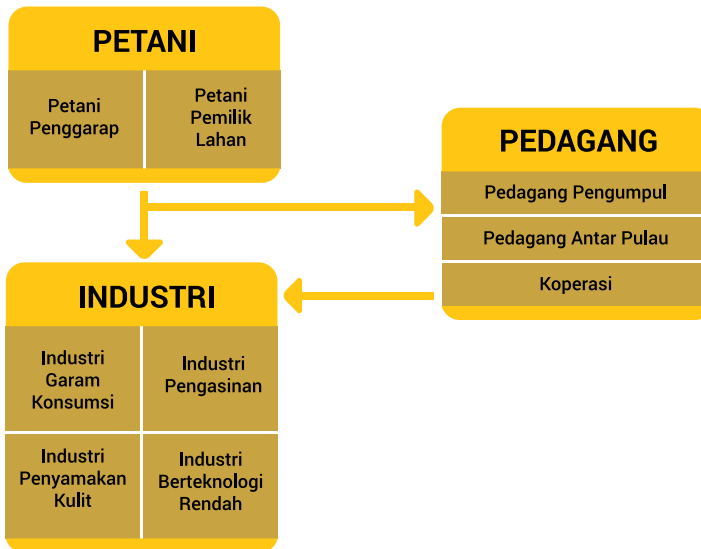 PETANI
Petani
Penggarap
Petani
Pemilik
Lahan
PEDAGANG
Pedagang Pengumpul
Pedagang Antar Pulau
Koperasi
INDUSTRI
Industri
Garam
Konsumsi
Industri
Pengasinan
Industri
Penyamakan
Kulit
Industri
Berteknologi
Rendah